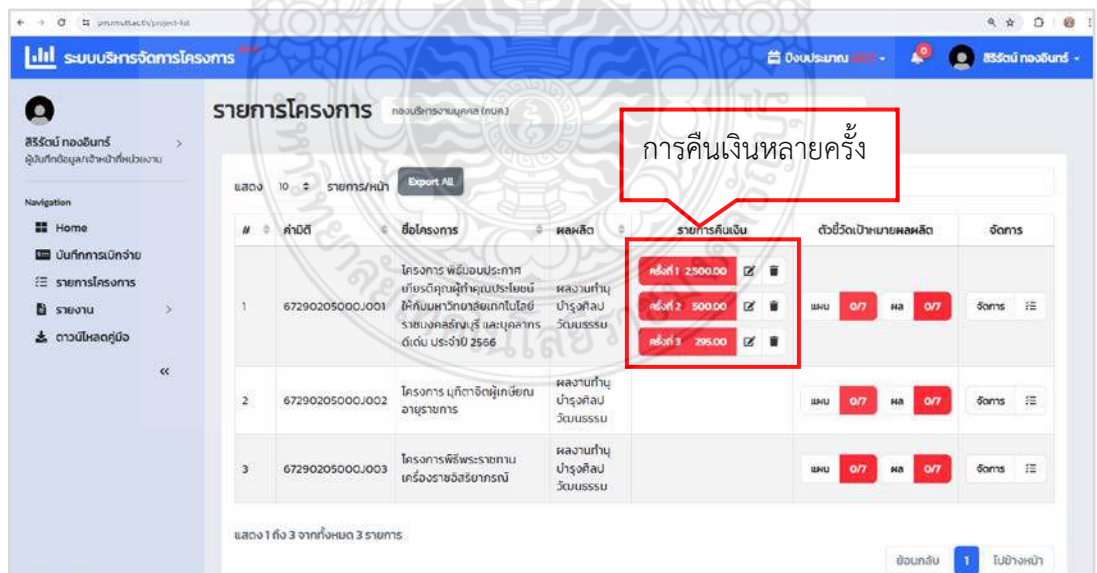 prs.rmutt.ac.th/project-list
ระบบบริหารจัดการโครงการ
ปีงบประมาณ
สิริรัตน์ ทองอินทร์
สิริรัตน์ ทองอินทร์
ผู้บันทึกข้อมูล/เจ้าหน้าที่หน่วยงาน
Navigation
Home
บันทึกการเบิกจ่าย
รายการโครงการ
รายงาน
ดาวน์โหลดคู่มือ
«
รายการโครงการ กองบริหารงานบุคคล (กบค.)
การคืนเงินหลายครั้ง
แสดง 10 รายการ/หน้า Export All
# คำมิติ ชื่อโครงการ ผลผลิต รายการคืนเงิน ตัวชี้วัดเป้าหมายผลผลิต จัดการ
1 67290205000J001
โครงการ พิธีมอบประกาศ
เกียรติคุณผู้ทำคุณประโยชน์
ให้กับมหาวิทยาลัยเทคโนโลยี
ราชมงคลธัญบุรี และบุคลากร
ดีเด่น ประจำปี 2566
ผลงานทำนุ
บำรุงศิลป
วัฒนธรรม
ครั้งที่ 1 2,500.00
ครั้งที่ 2 500.00
ครั้งที่ 3 295.00
แผน 0/7 ผล 0/7 จัดการ
2 67290205000J002
โครงการ มุทิตาจิตผู้เกษียณ
อายุราชการ
ผลงานทำนุ
บำรุงศิลป
วัฒนธรรม
แผน 0/7 ผล 0/7 จัดการ
3 67290205000J003
โครงการพิธีพระราชทาน
เครื่องราชอิสริยาภรณ์
ผลงานทำนุ
บำรุงศิลป
วัฒนธรรม
แผน 0/7 ผล 0/7 จัดการ
แสดง 1 ถึง 3 จากทั้งหมด 3 รายการ
ย้อนกลับ 1 ไปข้างหน้า